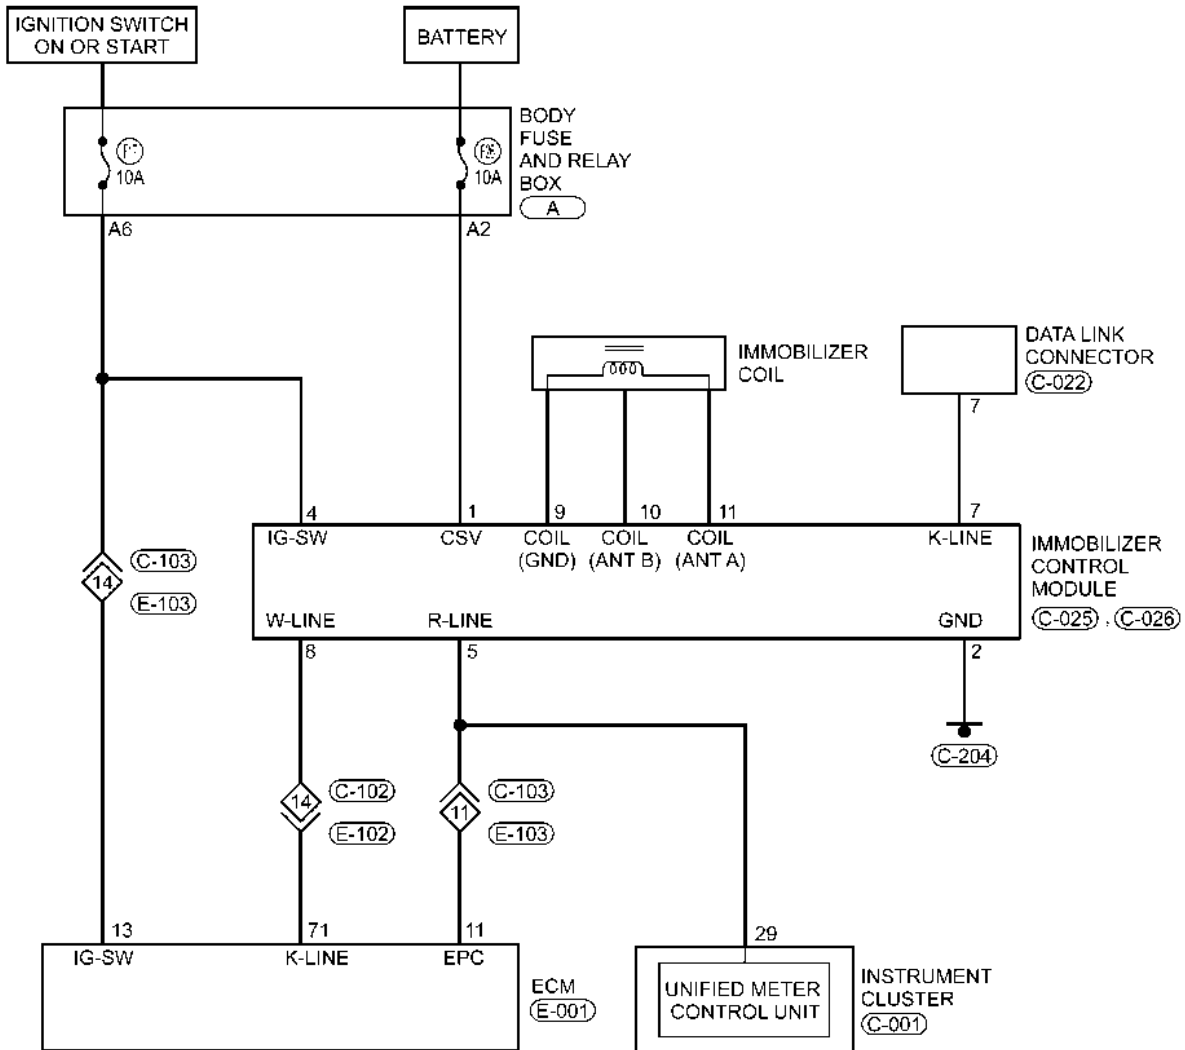 IGNITION SWITCH
ON OR START
BATTERY
BODY
FUSE
AND RELAY
BOX
A
10A
10A
A6
A2
IMMOBILIZER
COIL
DATA LINK
CONNECTOR
C-022
7
4
1
9
10
11
7
IG-SW
CSV
COIL
(GND)
COIL
(ANT B)
COIL
(ANT A)
K-LINE
IMMOBILIZER
CONTROL
MODULE
C-025 , C-026
W-LINE
R-LINE
GND
8
5
2
C-103
14
E-103
C-204
C-102
14
E-102
C-103
11
E-103
13
71
11
29
IG-SW
K-LINE
EPC
ECM
E-001
UNIFIED METER
CONTROL UNIT
INSTRUMENT
CLUSTER
C-001